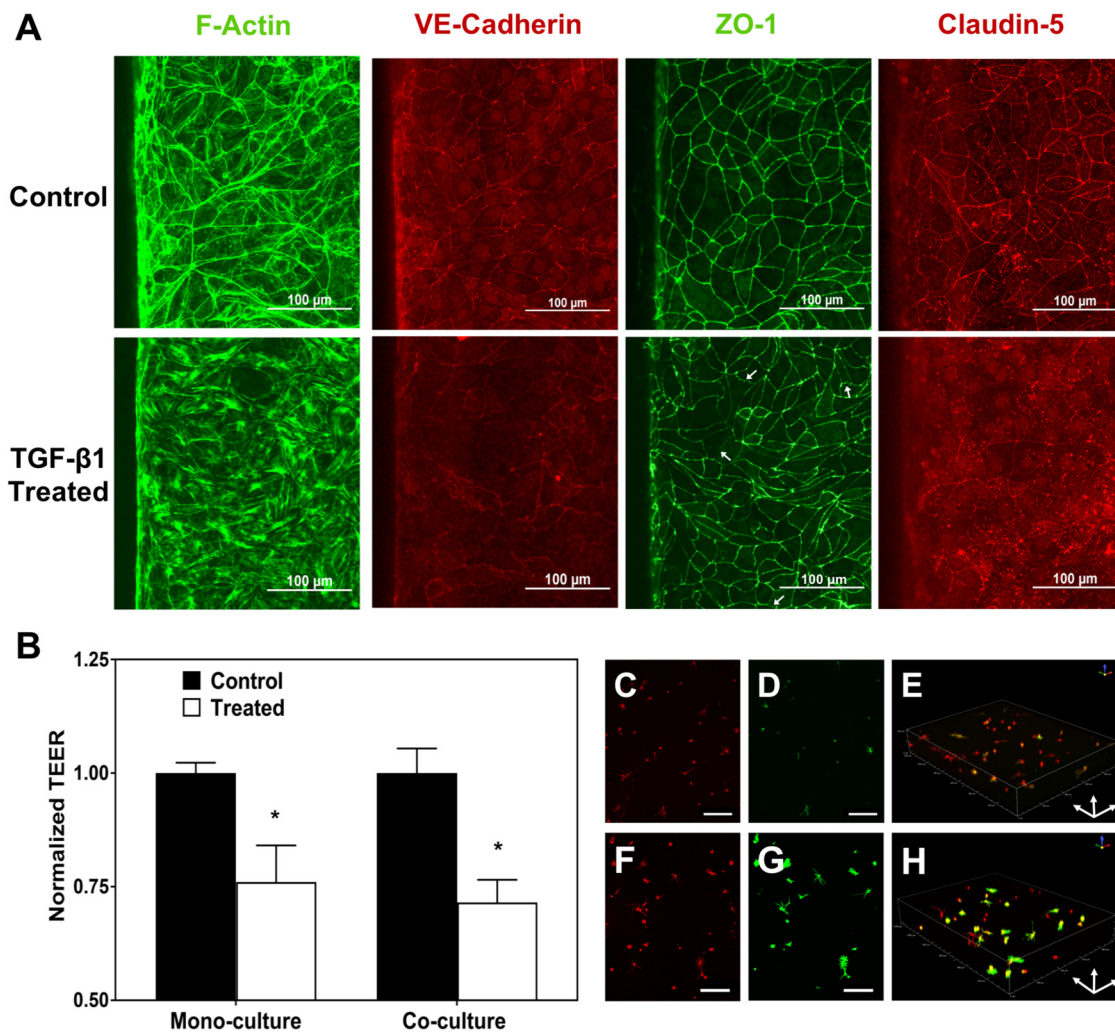 A
F-Actin VE-Cadherin ZO-1 Claudin-5
Control
100 µm 100 µm 100 µm 100 µm
TGF-β1
Treated
100 µm 100 µm 100 µm 100 µm
B
1.25
1.00
0.75
0.50
Normalized TEER
Control
Treated
*
*
Mono-culture Co-culture
C D E
F G H